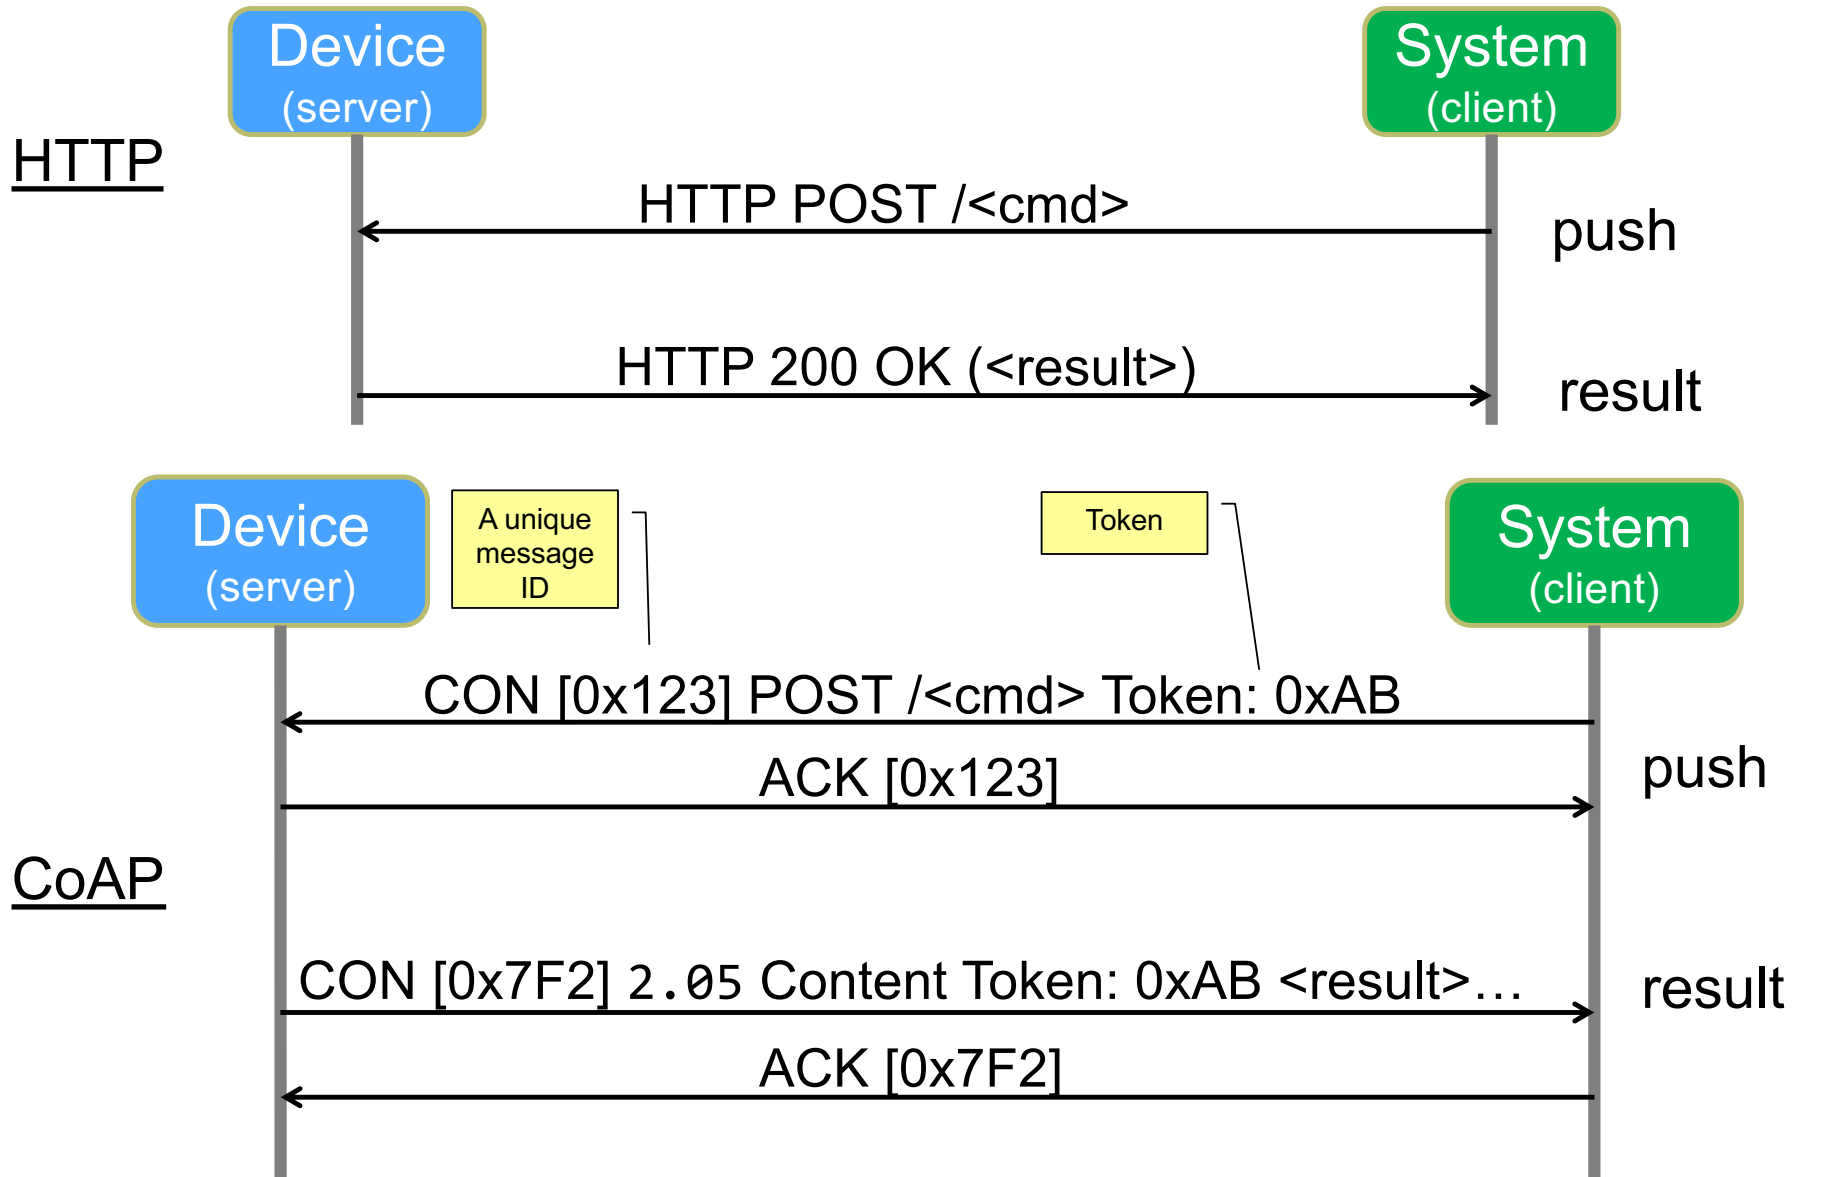 Device
(server)
System
(client)
HTTP
HTTP POST /<cmd>
push
HTTP 200 OK (<result>)
result
Device
(server)
A unique
message
ID
Token
System
(client)
CON [0x123] POST /<cmd> Token: 0xAB
ACK [0x123]
push
CoAP
CON [0x7F2] 2.05 Content Token: 0xAB <result>…
result
ACK [0x7F2]